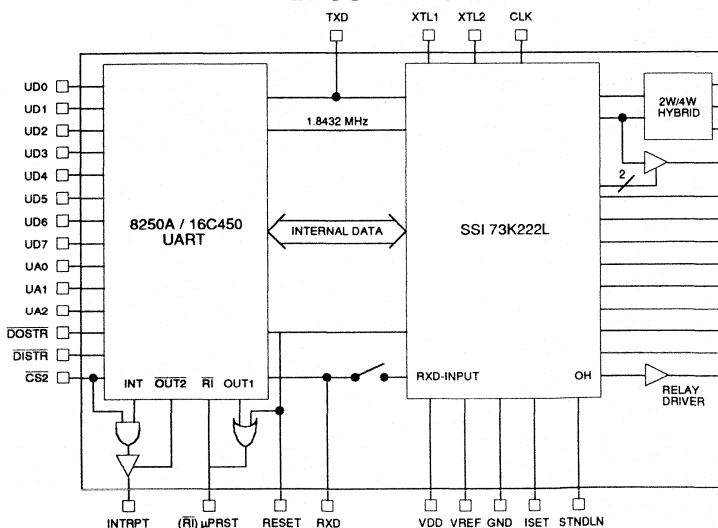 TXD
XTL1 XTL2 CLK
UD0
UD1
UD2
UD3
UD4
UD5
UD6
UD7
UA0
UA1
UA2
DOSTR
DISTR
CS2
8250A / 16C450
UART
1.8432 MHz
INTERNAL DATA
SSI 73K222L
2W/4W
HYBRID
2
INT OUT2 RI OUT1
RXD-INPUT
OH
RELAY
DRIVER
INTRPT (RI) µPRST RESET RXD VDD VREF GND ISET STNDLN